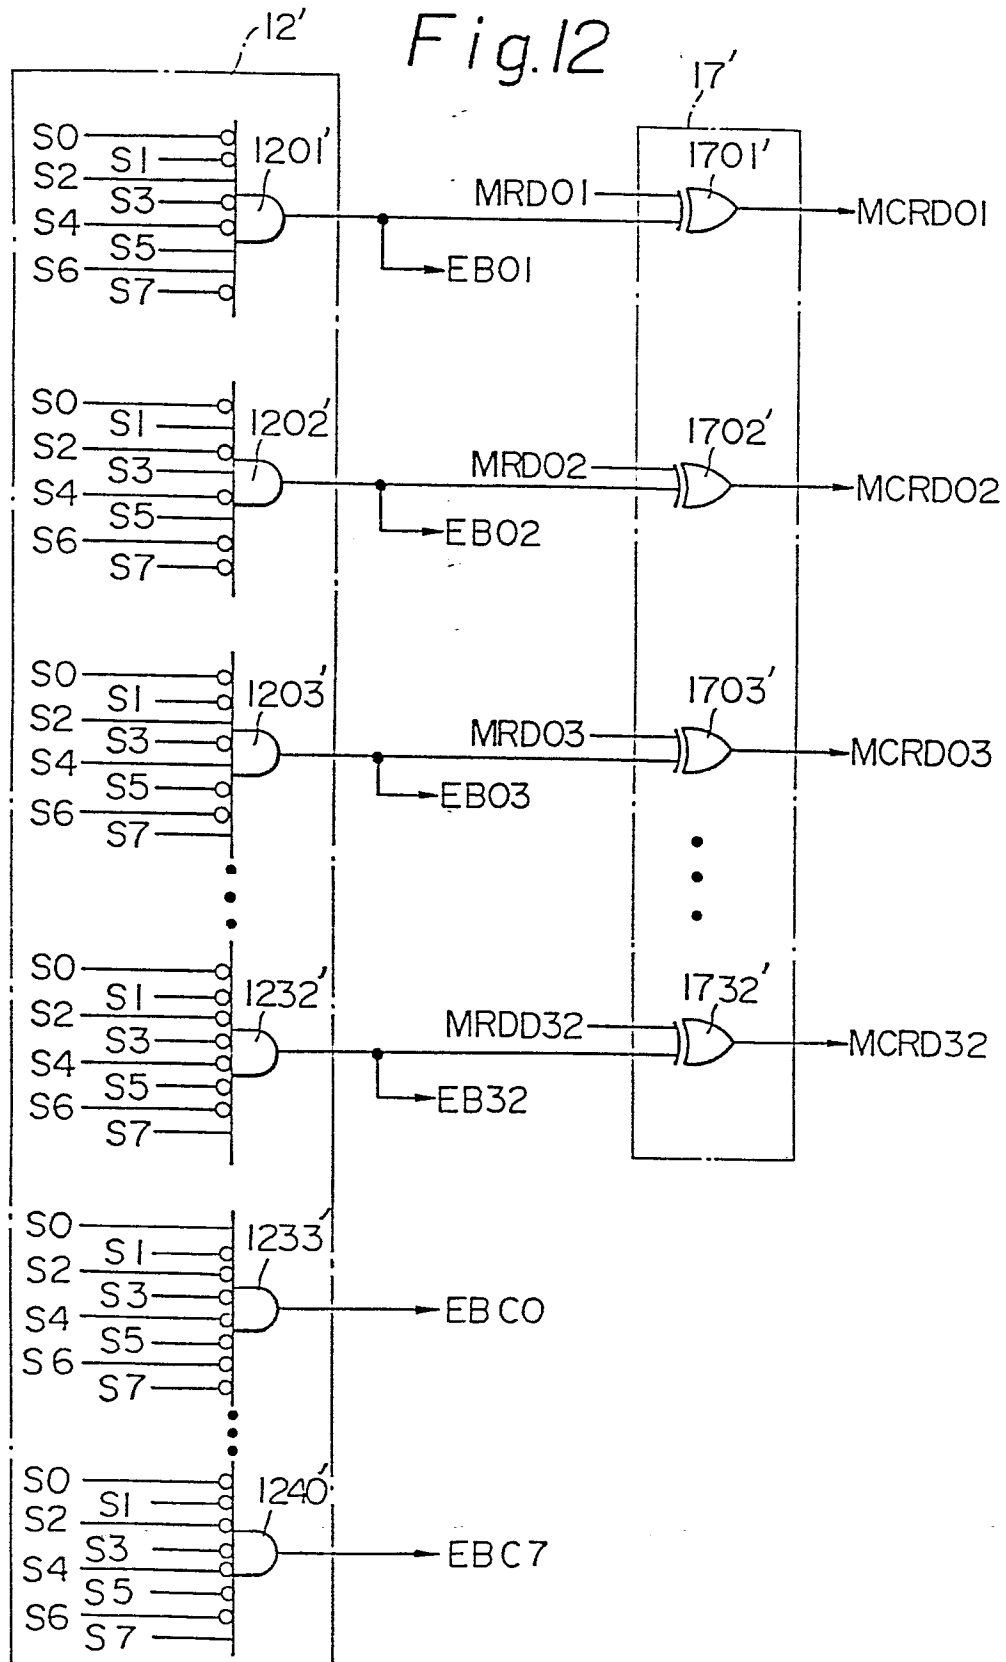 Fig.12
12'
17'
S0
S1
S2
S3
S4
S5
S6
S7
1201'
MRD01
1701'
MCRD01
EB01
S0
S1
S2
S3
S4
S5
S6
S7
1202'
MRD02
1702'
MCRD02
EB02
S0
S1
S2
S3
S4
S5
S6
S7
1203'
MRD03
1703'
MCRD03
EB03
S0
S1
S2
S3
S4
S5
S6
S7
1232'
MRDD32
1732'
MCRD32
EB32
S0
S1
S2
S3
S4
S5
S6
S7
1233'
EBC0
S0
S1
S2
S3
S4
S5
S6
S7
1240'
EBC7